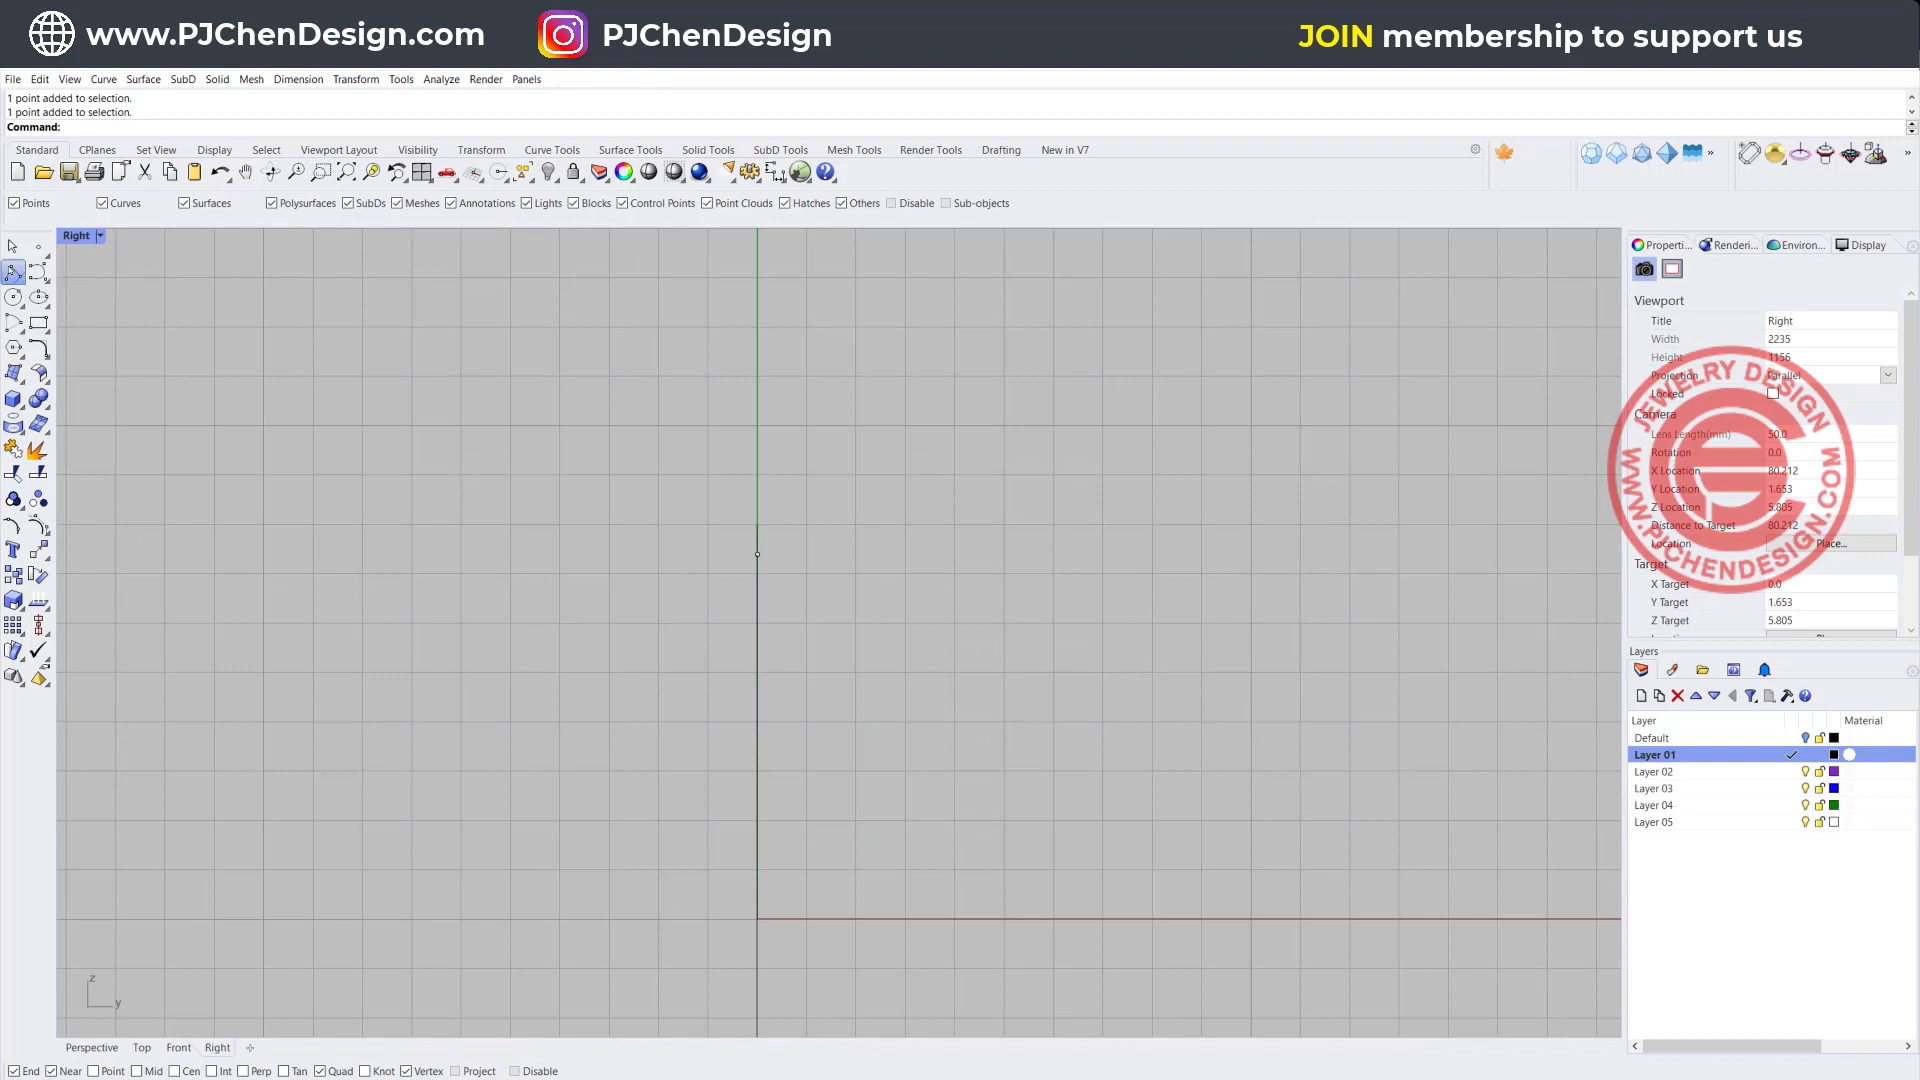 www.PJChenDesign.com PJChenDesign JOIN membership to support us
File Edit View Curve Surface SubD Solid Mesh Dimension Transform Tools Analyze Render Panels
1 point added to selection.
1 point added to selection.
Command:
Standard CPlanes Set View Display Select Viewport Layout Visibility Transform Curve Tools Surface Tools Solid Tools SubD Tools Mesh Tools Render Tools Drafting New in V7
Points Curves Surfaces Polysurfaces SubDs Meshes Annotations Lights Blocks Control Points Point Clouds Hatches Others Disable Sub-objects
Right
Properti... Renderi... Environ... Display
Viewport
Title Right
Width 2235
Height 1156
Projection Parallel
Locked
Camera
Lens Length(mm) 50.0
Rotation 0.0
X Location 80.212
Y Location 1.653
Z Location 5.805
Distance to Target 80.212
Location Place...
Target
X Target 0.0
Y Target 1.653
Z Target 5.805
JEWELRY DESIGN
WWW.PJCHENDESIGN.COM
Layers
Layer Material
Default
Layer 01
Layer 02
Layer 03
Layer 04
Layer 05
z
y
Perspective Top Front Right
End Near Point Mid Cen Int Perp Tan Quad Knot Vertex Project Disable